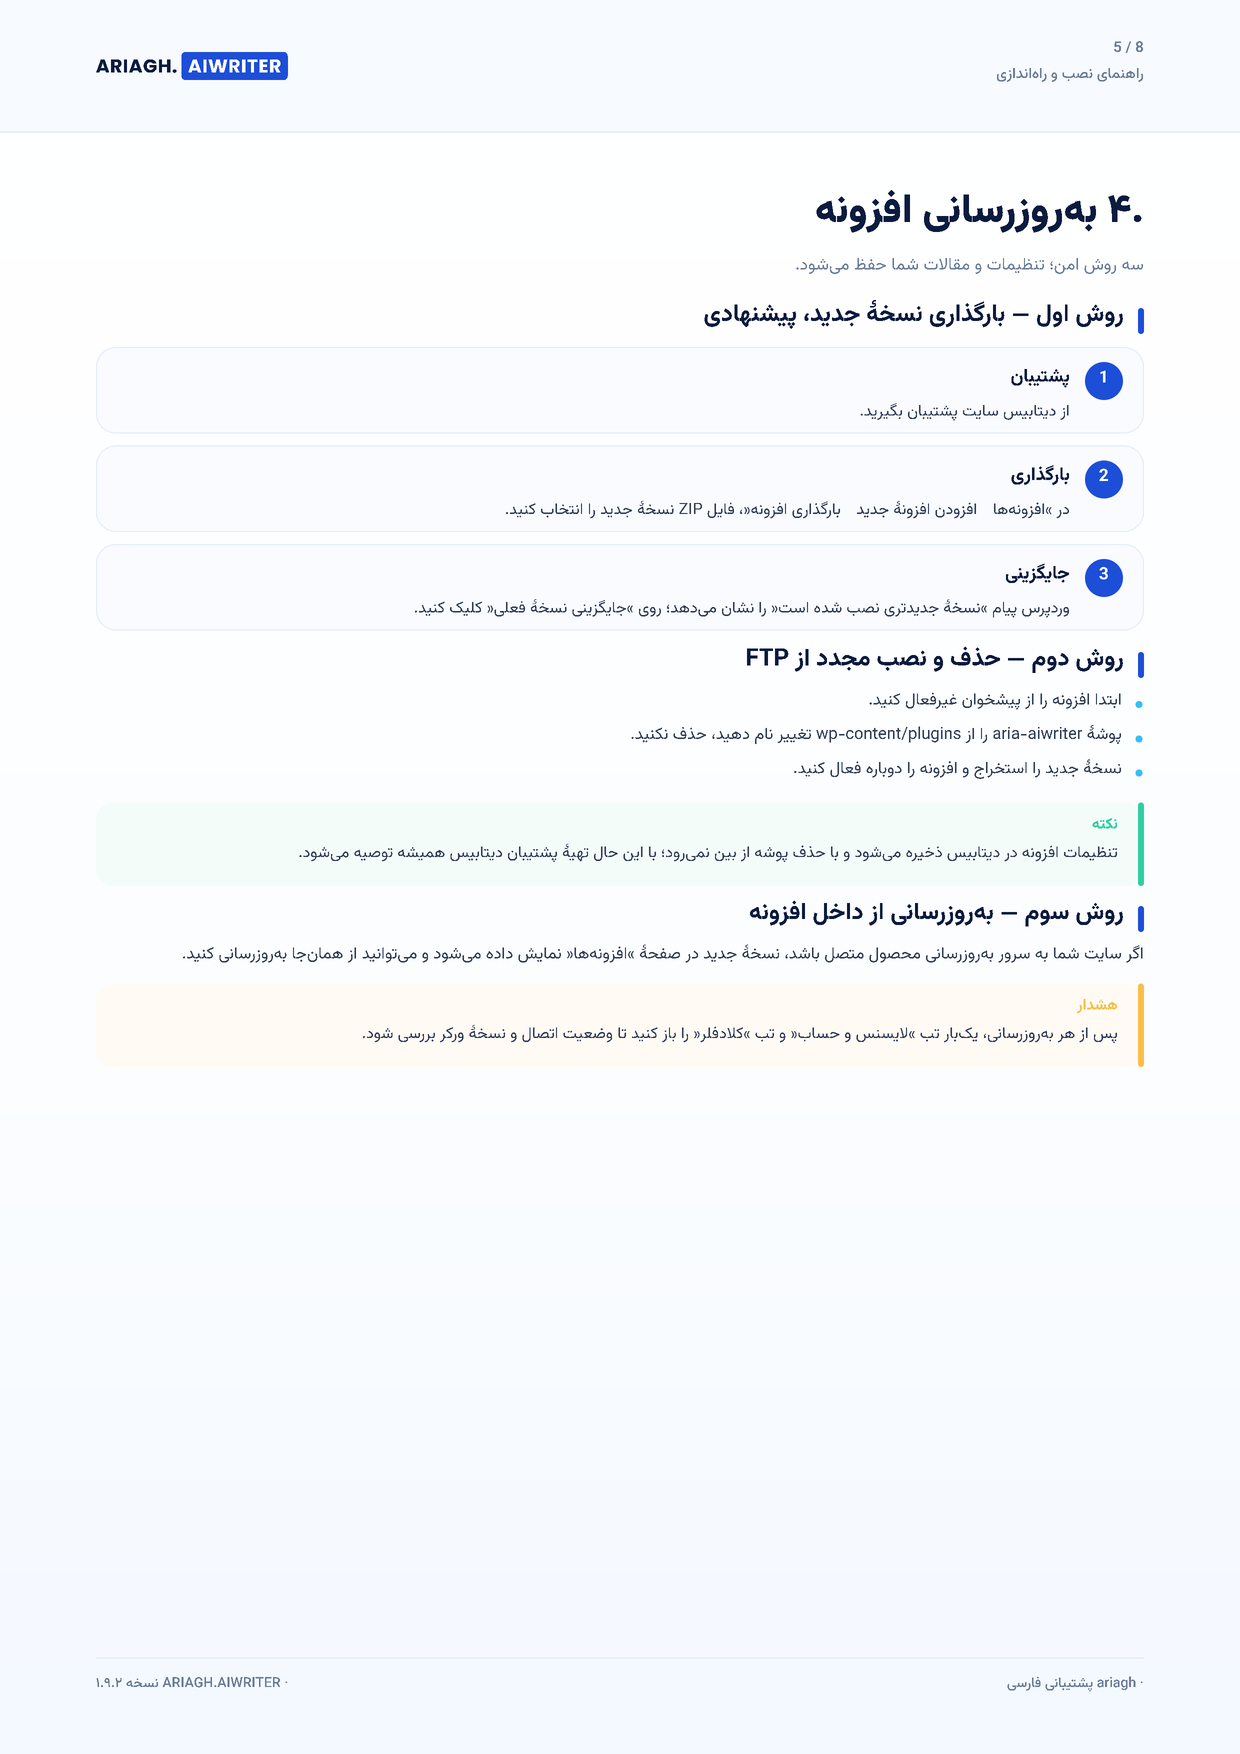 5 / 8
راهنمای نصب و راه‌اندازی
ARIAGH. AIWRITER
۴. به‌روزرسانی افزونه
سه روش امن؛ تنظیمات و مقالات شما حفظ می‌شود.
روش اول — بارگذاری نسخهٔ جدید، پیشنهادی
1
پشتیبان
از دیتابیس سایت پشتیبان بگیرید.
2
بارگذاری
در «افزونه‌ها افزودن افزونهٔ جدید بارگذاری افزونه»، فایل ZIP نسخهٔ جدید را انتخاب کنید.
3
جایگزینی
وردپرس پیام «نسخهٔ جدیدتری نصب شده است» را نشان می‌دهد؛ روی «جایگزینی نسخهٔ فعلی» کلیک کنید.
روش دوم — حذف و نصب مجدد از FTP
ابتدا افزونه را از پیشخوان غیرفعال کنید.
پوشهٔ aria-aiwriter را از wp-content/plugins تغییر نام دهید، حذف نکنید.
نسخهٔ جدید را استخراج و افزونه را دوباره فعال کنید.
نکته
تنظیمات افزونه در دیتابیس ذخیره می‌شود و با حذف پوشه از بین نمی‌رود؛ با این حال تهیهٔ پشتیبان دیتابیس همیشه توصیه می‌شود.
روش سوم — به‌روزرسانی از داخل افزونه
اگر سایت شما به سرور به‌روزرسانی محصول متصل باشد، نسخهٔ جدید در صفحهٔ «افزونه‌ها» نمایش داده می‌شود و می‌توانید از همان‌جا به‌روزرسانی کنید.
هشدار
پس از هر به‌روزرسانی، یک‌بار تب «لایسنس و حساب» و تب «کلادفلر» را باز کنید تا وضعیت اتصال و نسخهٔ ورکر بررسی شود.
· ariagh پشتیبانی فارسی
· ARIAGH.AIWRITER نسخه ۱.۹.۲